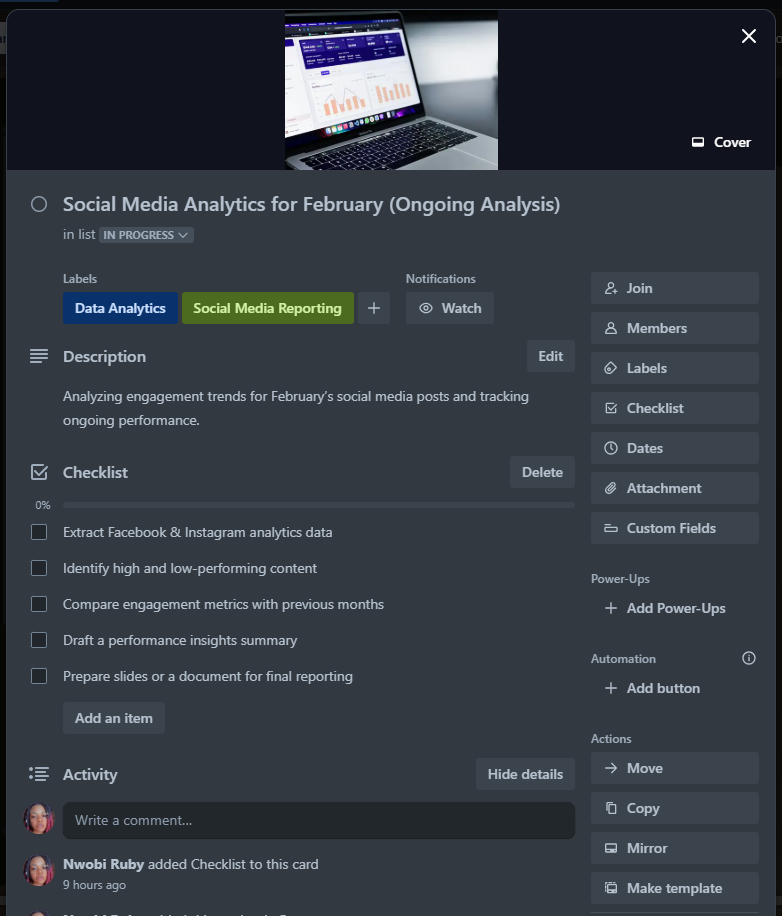 Cover
Social Media Analytics for February (Ongoing Analysis)
in list IN PROGRESS
Labels
Notifications
Data Analytics
Social Media Reporting
Watch
Description
Edit
Analyzing engagement trends for February’s social media posts and tracking
ongoing performance.
Checklist
Delete
0%
Extract Facebook & Instagram analytics data
Identify high and low-performing content
Compare engagement metrics with previous months
Draft a performance insights summary
Prepare slides or a document for final reporting
Add an item
Activity
Hide details
Write a comment…
Nwobi Ruby added Checklist to this card
9 hours ago
Join
Members
Labels
Checklist
Dates
Attachment
Custom Fields
Power-Ups
Add Power-Ups
Automation
Add button
Actions
Move
Copy
Mirror
Make template